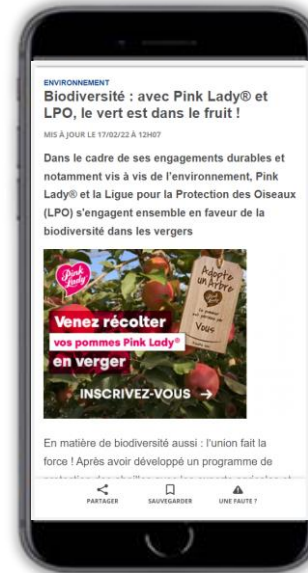 ENVIRONNEMENT
Biodiversité : avec Pink Lady® et
LPO, le vert est dans le fruit !
MIS À JOUR LE 17/02/22 À 12H07
Dans le cadre de ses engagements durables et
notamment vis à vis de l'environnement, Pink
Lady® et la Ligue pour la Protection des Oiseaux
(LPO) s'engagent ensemble en faveur de la
biodiversité dans les vergers
Pink Lady
Adopte
un Arbre
Vous
Venez récolter
vos pommes Pink Lady®
en verger
INSCRIVEZ-VOUS →
En matière de biodiversité aussi : l'union fait la
force ! Après avoir développé un programme de
PARTAGER
SAUVEGARDER
UNE FAUTE ?